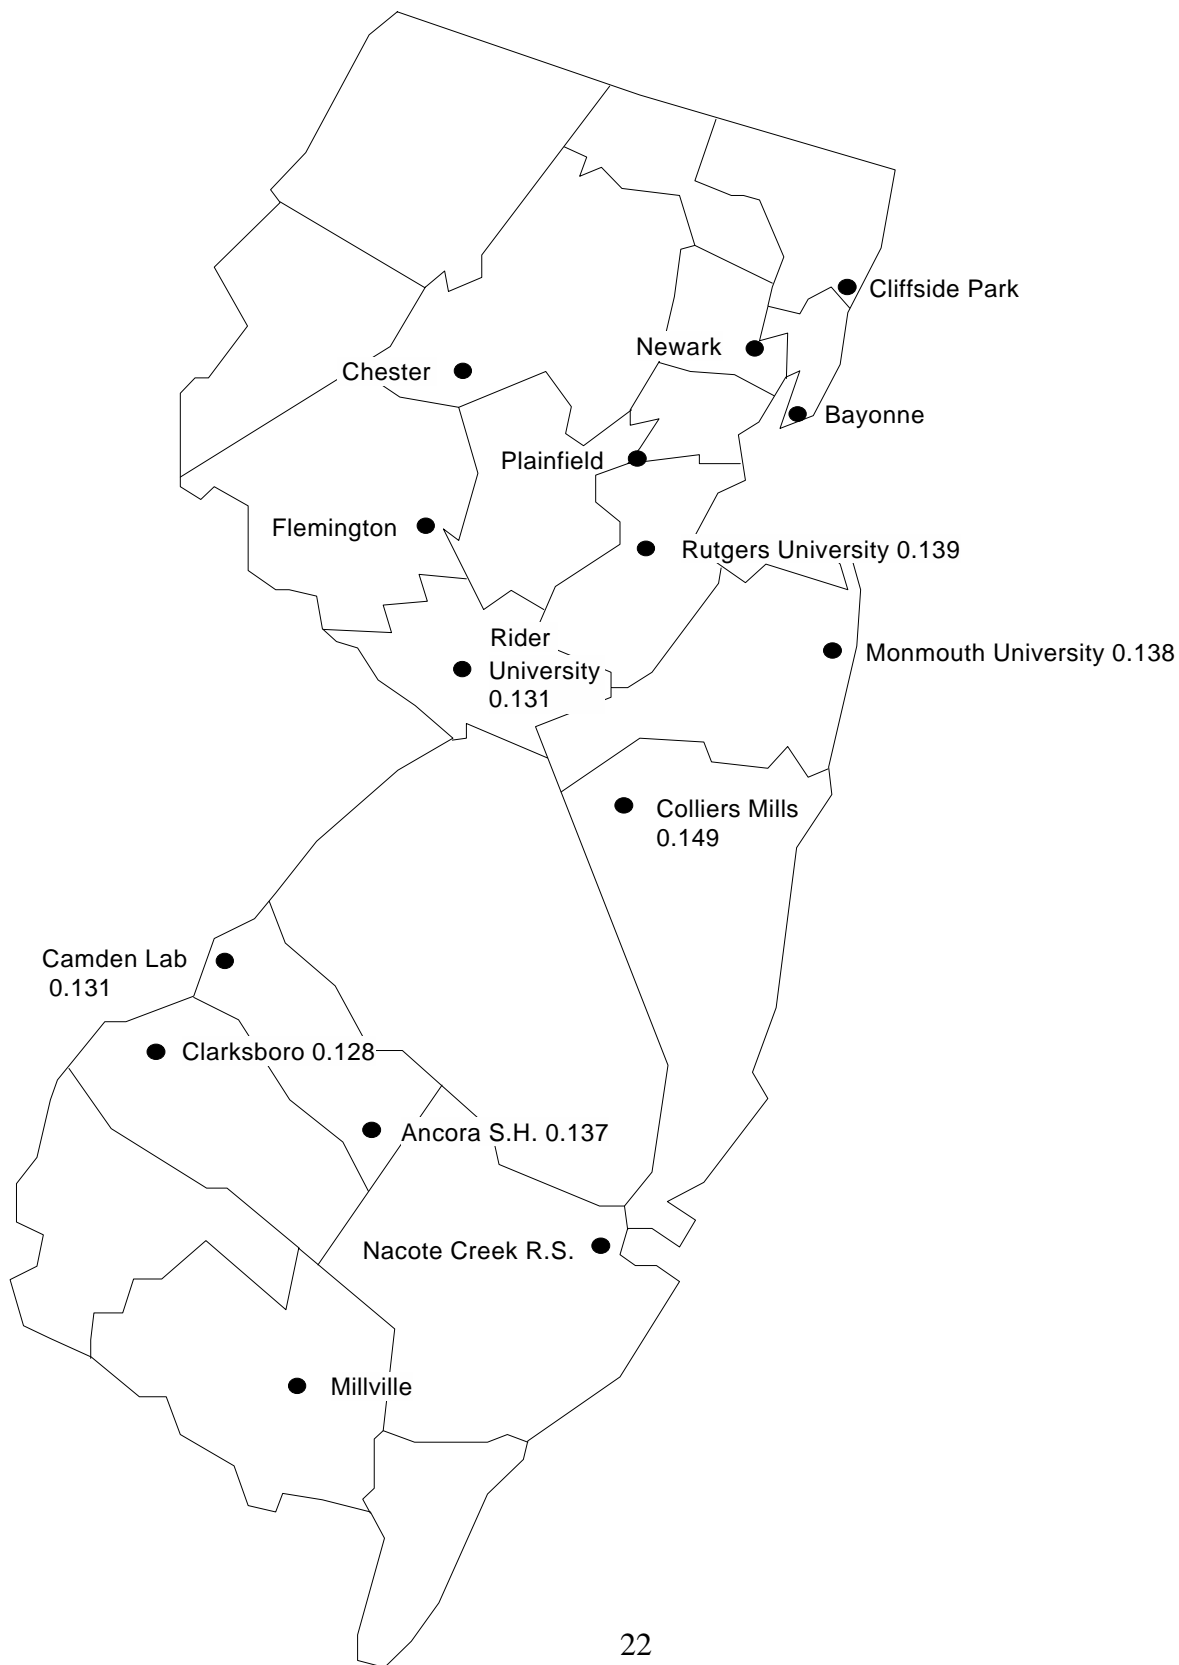 Cliffside Park
Newark
Chester
Bayonne
Plainfield
Flemington
Rutgers University 0.139
Rider
University
0.131
Monmouth University 0.138
Colliers Mills
0.149
Camden Lab
0.131
Clarksboro 0.128
Ancora S.H. 0.137
Nacote Creek R.S.
Millville
22